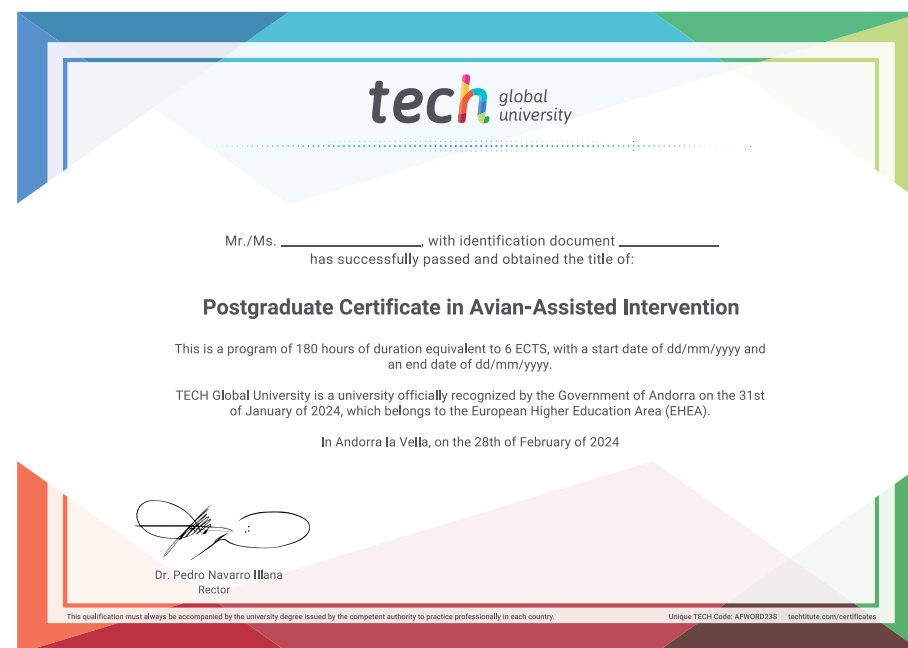 tech global
university
Mr./Ms. ____________, with identification document ____________
has successfully passed and obtained the title of:
Postgraduate Certificate in Avian-Assisted Intervention
This is a program of 180 hours of duration equivalent to 6 ECTS, with a start date of dd/mm/yyyy and
an end date of dd/mm/yyyy.
TECH Global University is a university officially recognized by the Government of Andorra on the 31st
of January of 2024, which belongs to the European Higher Education Area (EHEA).
In Andorra la Vella, on the 28th of February of 2024
Dr. Pedro Navarro Illana
Rector
This qualification must always be accompanied by the university degree issued by the competent authority to practice professionally in each country.
Unique TECH Code: AFWORD23S techtitute.com/certificates